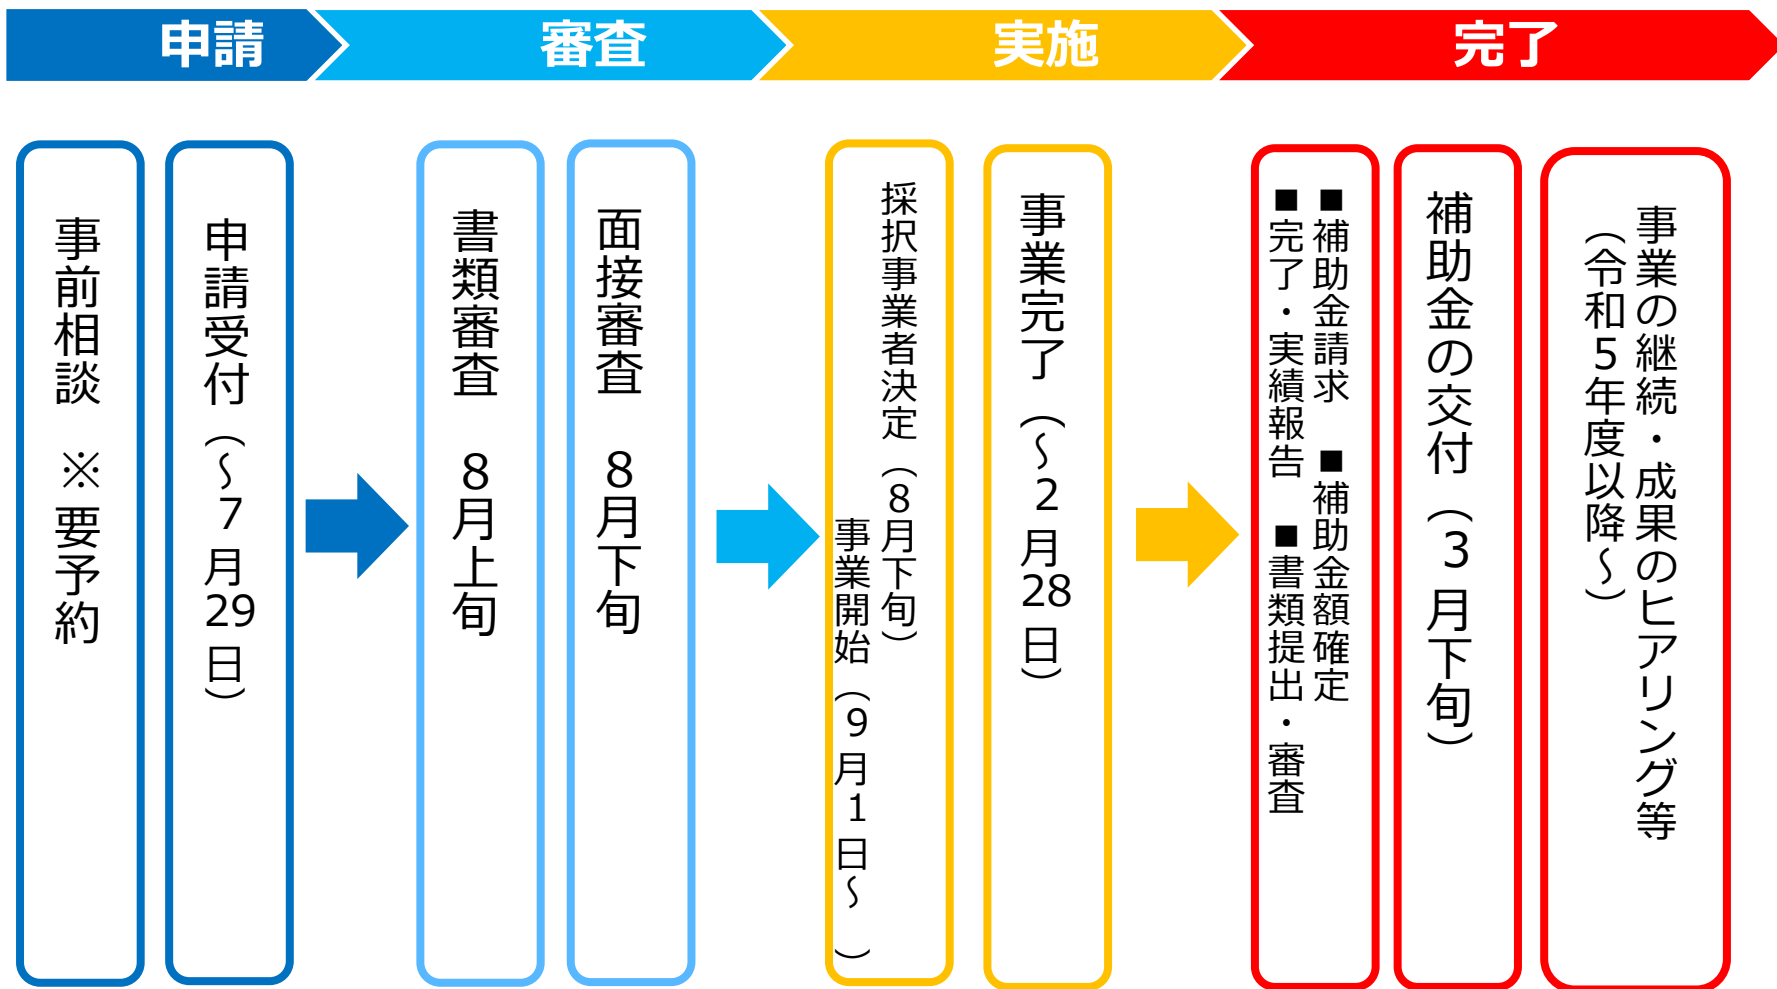 申請
審査
実施
完了
事前相談　※要予約
申請受付（～７月29日）
書類審査　８月上旬
面接審査　８月下旬
採択事業者決定（８月下旬）
事業開始（９月１日～　）
事業完了（～２月28日）
■補助金請求　■補助金額確定
■完了・実績報告　■書類提出・審査
補助金の交付（３月下旬）
事業の継続・成果のヒアリング等
（令和５年度以降～）